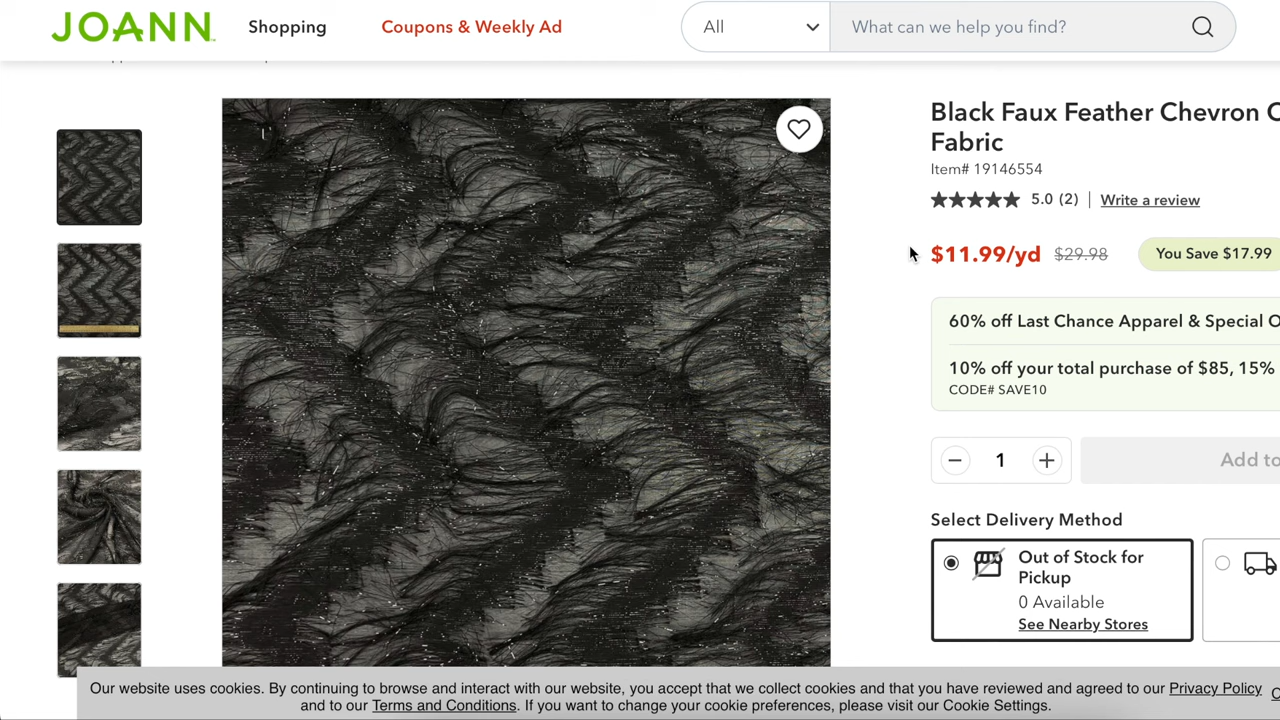 JOANN
Shopping
Coupons & Weekly Ad
All
What can we help you find?
Black Faux Feather Chevron
Fabric
Item# 19146554
5.0 (2)
Write a review
$11.99/yd
$29.98
You Save $17.99
60% off Last Chance Apparel & Special
10% off your total purchase of $85, 15%
CODE# SAVE10
1
Add to
Select Delivery Method
Out of Stock for
Pickup
0 Available
See Nearby Stores
Our website uses cookies. By continuing to browse and interact with our website, you accept that we collect cookies and that you have reviewed and agreed to our Privacy Policy
and to our Terms and Conditions. If you want to change your cookie preferences, please visit our Cookie Settings.